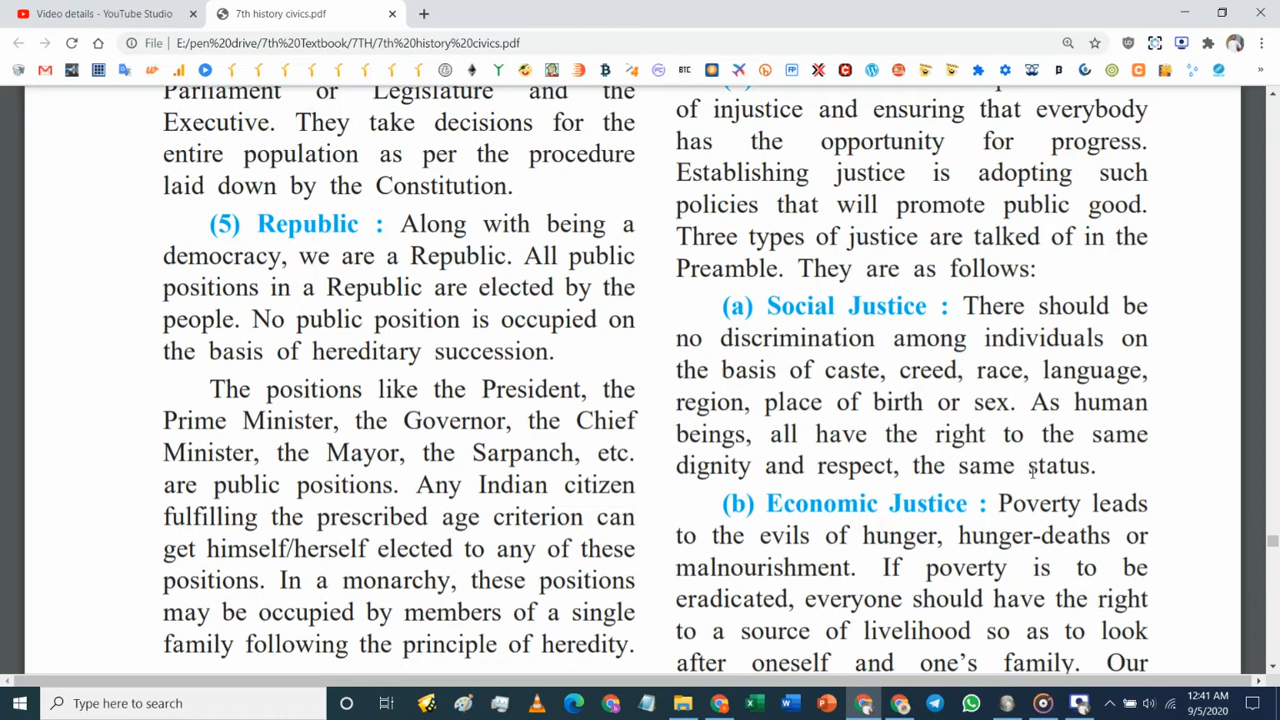 Video details - YouTube Studio
7th history civics.pdf
File
E:/pen%20drive/7th%20Textbook/7TH/7th%20history%20civics.pdf
BTC
FP
Parliament or Legislature and the
Executive. They take decisions for the
entire population as per the procedure
laid down by the Constitution.
(5) Republic : Along with being a
democracy, we are a Republic. All public
positions in a Republic are elected by the
people. No public position is occupied on
the basis of hereditary succession.
The positions like the President, the
Prime Minister, the Governor, the Chief
Minister, the Mayor, the Sarpanch, etc.
are public positions. Any Indian citizen
fulfilling the prescribed age criterion can
get himself/herself elected to any of these
positions. In a monarchy, these positions
may be occupied by members of a single
family following the principle of heredity.
of injustice and ensuring that everybody
has the opportunity for progress.
Establishing justice is adopting such
policies that will promote public good.
Three types of justice are talked of in the
Preamble. They are as follows:
(a) Social Justice : There should be
no discrimination among individuals on
the basis of caste, creed, race, language,
region, place of birth or sex. As human
beings, all have the right to the same
dignity and respect, the same status.
(b) Economic Justice : Poverty leads
to the evils of hunger, hunger-deaths or
malnourishment. If poverty is to be
eradicated, everyone should have the right
to a source of livelihood so as to look
after oneself and one's family. Our
Type here to search
12:41 AM
9/5/2020